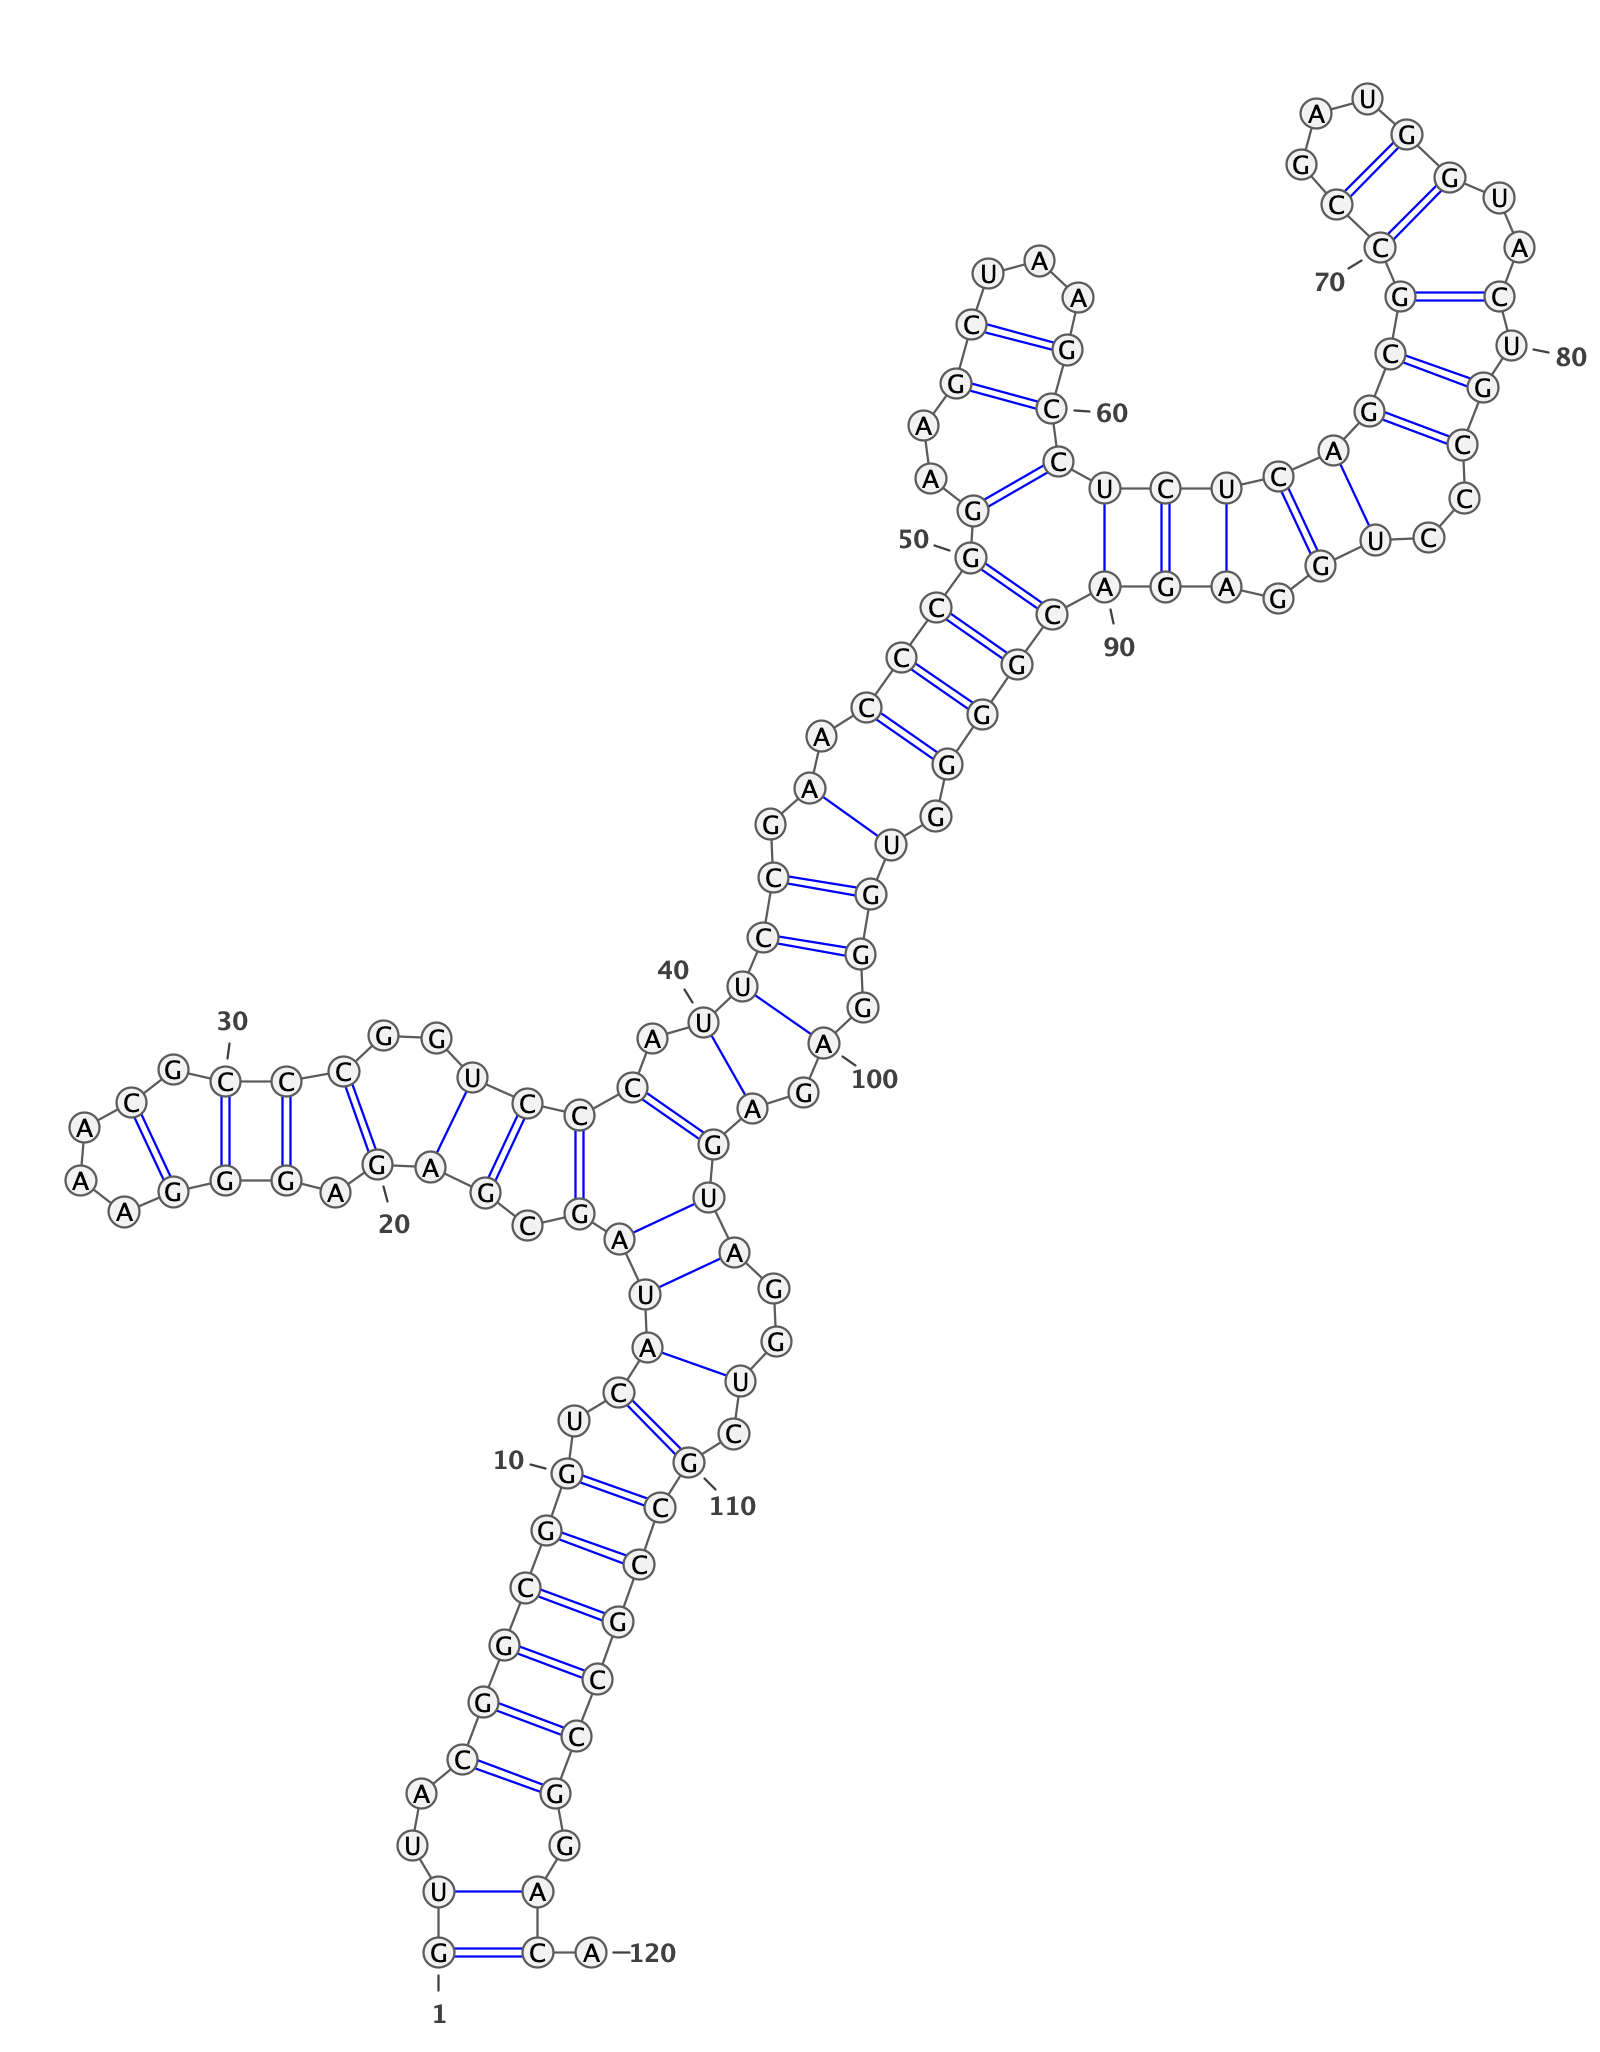 1
G U U A C G G C G
10
G U C A U A G C G A
20
G A G G G A A A C G
30
C C C G G U C C C A
40
U U C C G A A C C C
50
G G A A G C U A A G
60
C C U C U C A G C G
70
C C G A U G G U A C
80
U G C C C U G G A G
90
A C G G G G U G G G
100
A G A G U A G G U C
110
G C C G C C G G A C
120
A